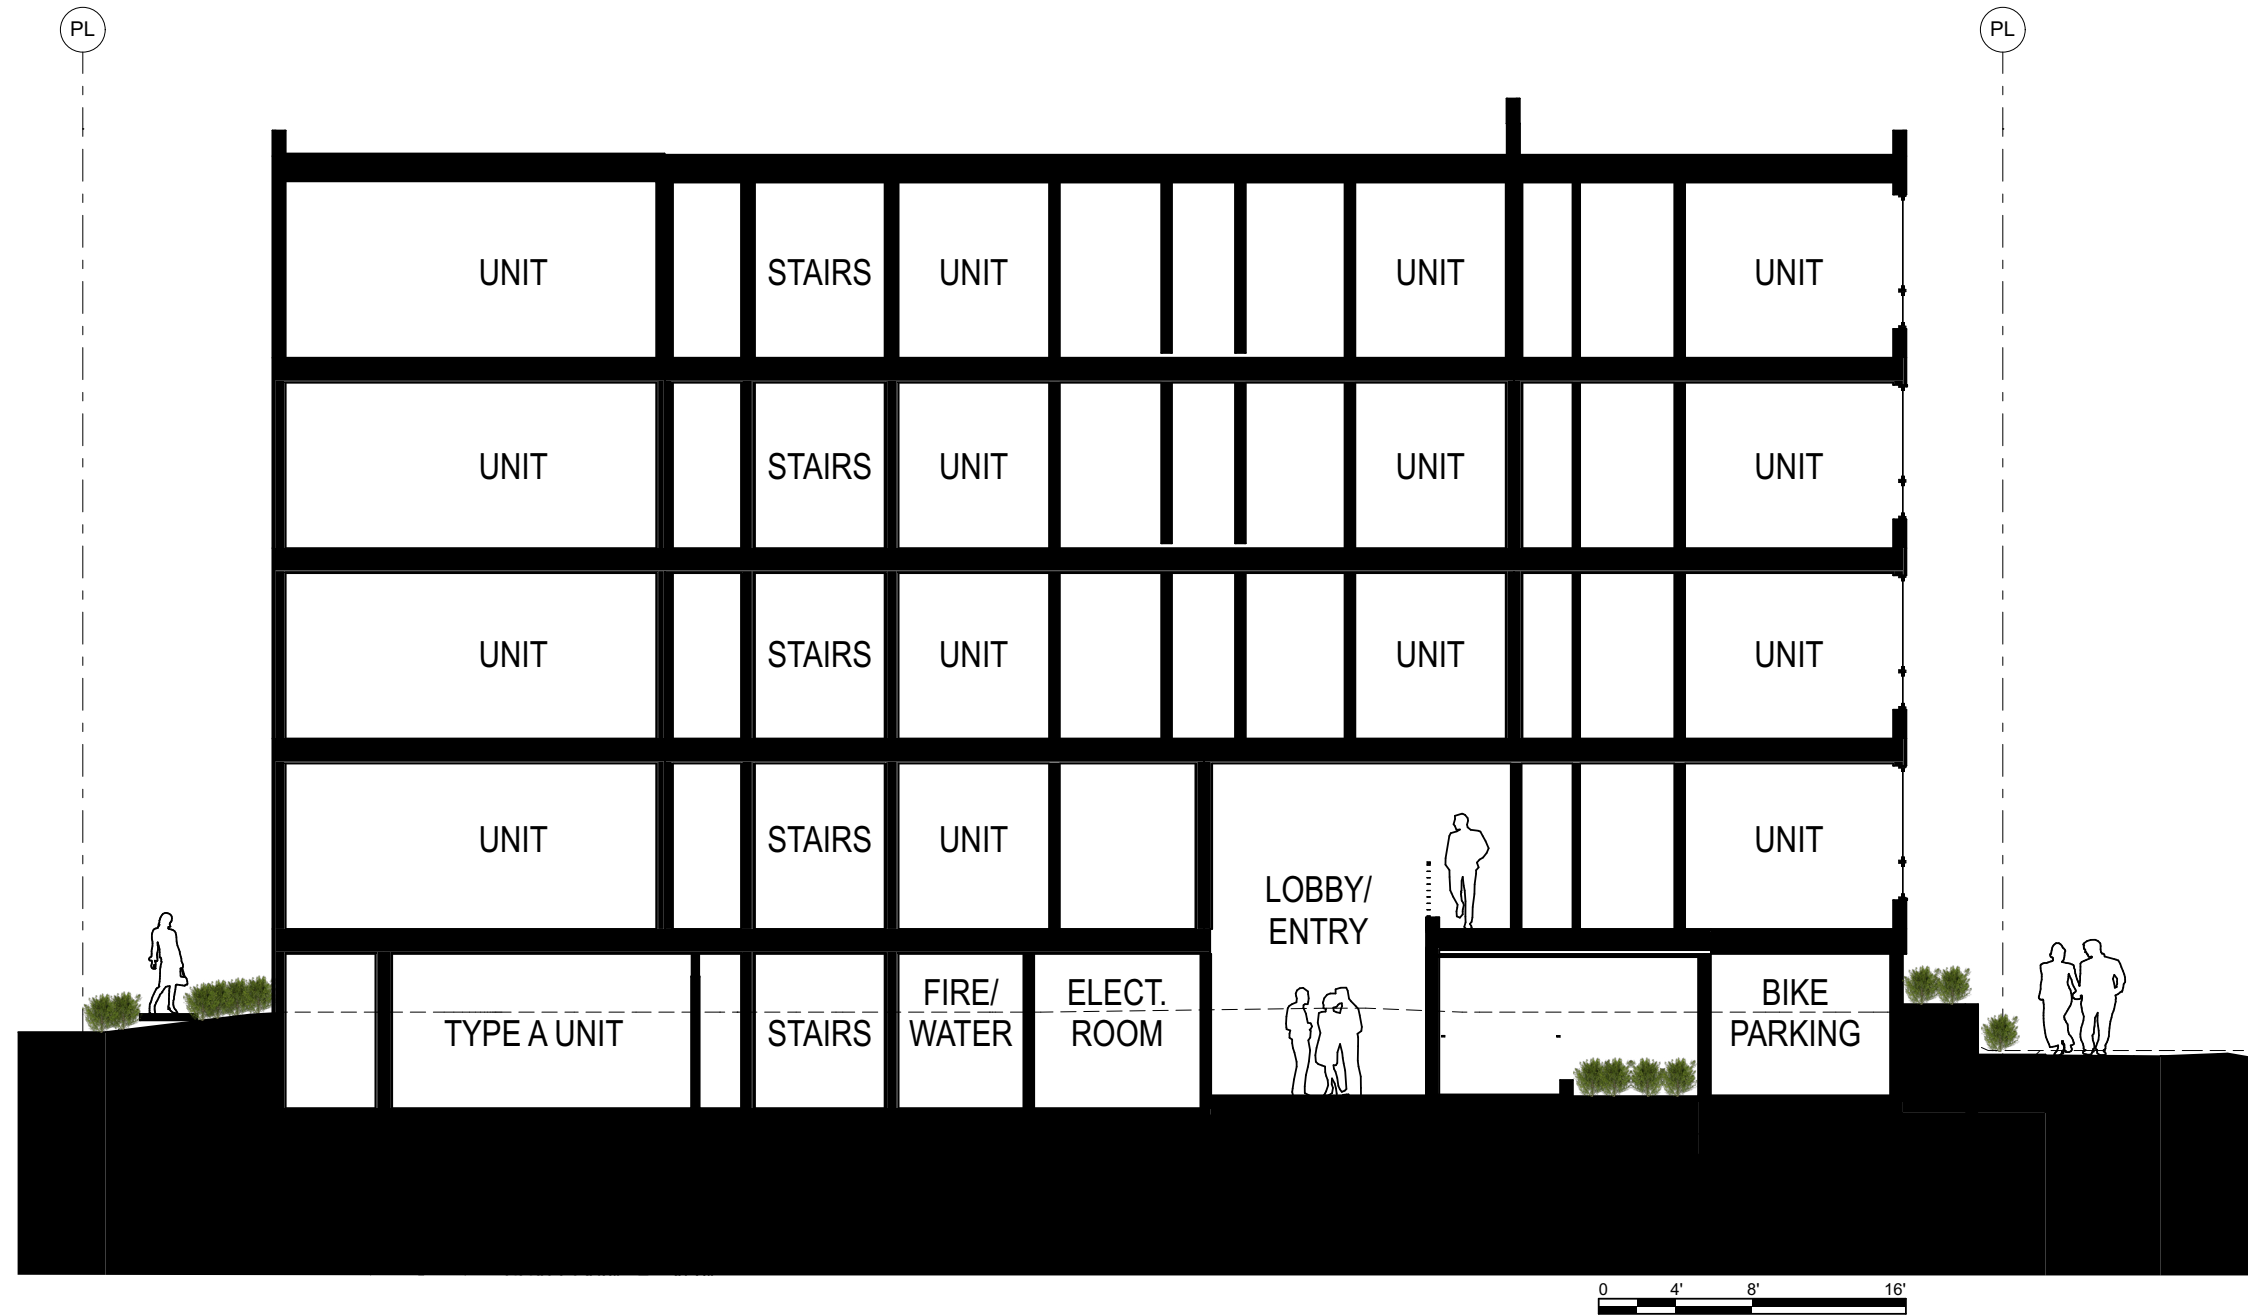 PL PL
UNIT STAIRS UNIT UNIT UNIT
UNIT STAIRS UNIT UNIT UNIT
UNIT STAIRS UNIT UNIT UNIT
UNIT STAIRS UNIT UNIT
LOBBY/
ENTRY
TYPE A UNIT
STAIRS
FIRE/
WATER
ELECT.
ROOM
BIKE
PARKING
0 4' 8' 16'